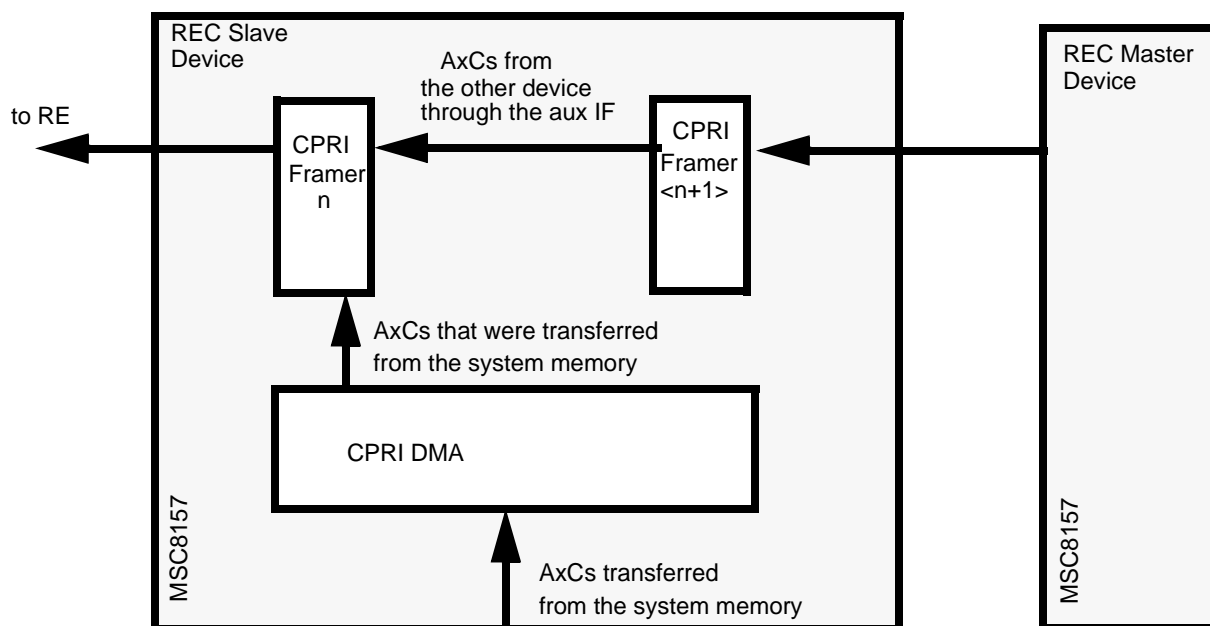 REC Slave
Device
AxCs from
the other device
through the aux IF
REC Master
Device
to RE
CPRI
Framer
n
CPRI
Framer
<n+1>
AxCs that were transferred
from the system memory
CPRI DMA
MSC8157
AxCs transferred
from the system memory
MSC8157